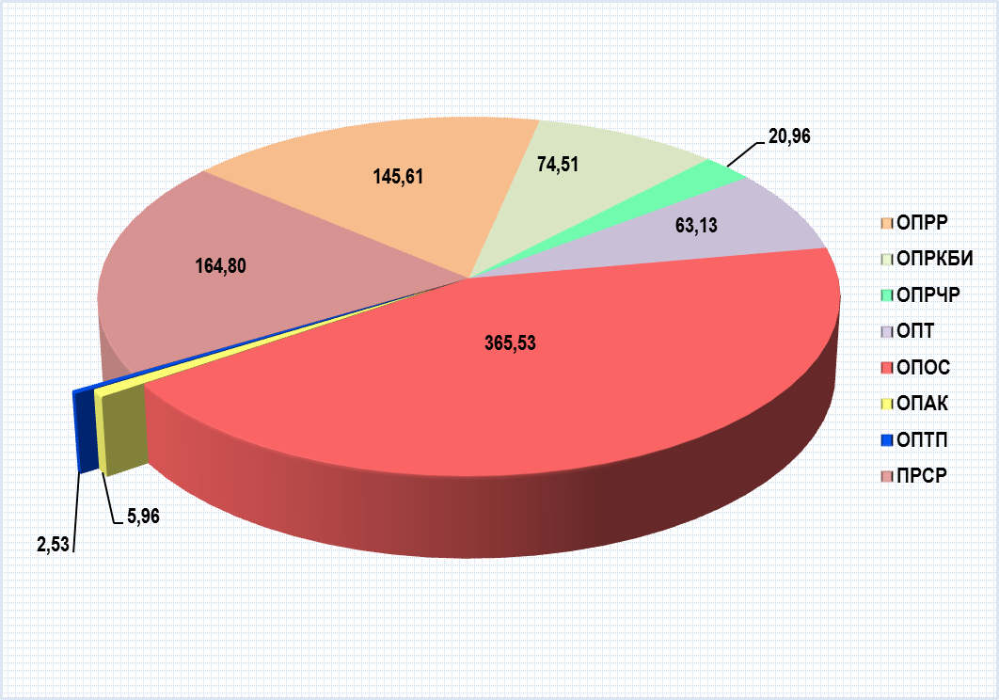 20,96
74,51
145,61
63,13
164,80
365,53
5,96
2,53
ОПРР
ОПРКБИ
ОПРЧР
ОПТ
ОПОС
ОПАК
ОПТП
ПРСР